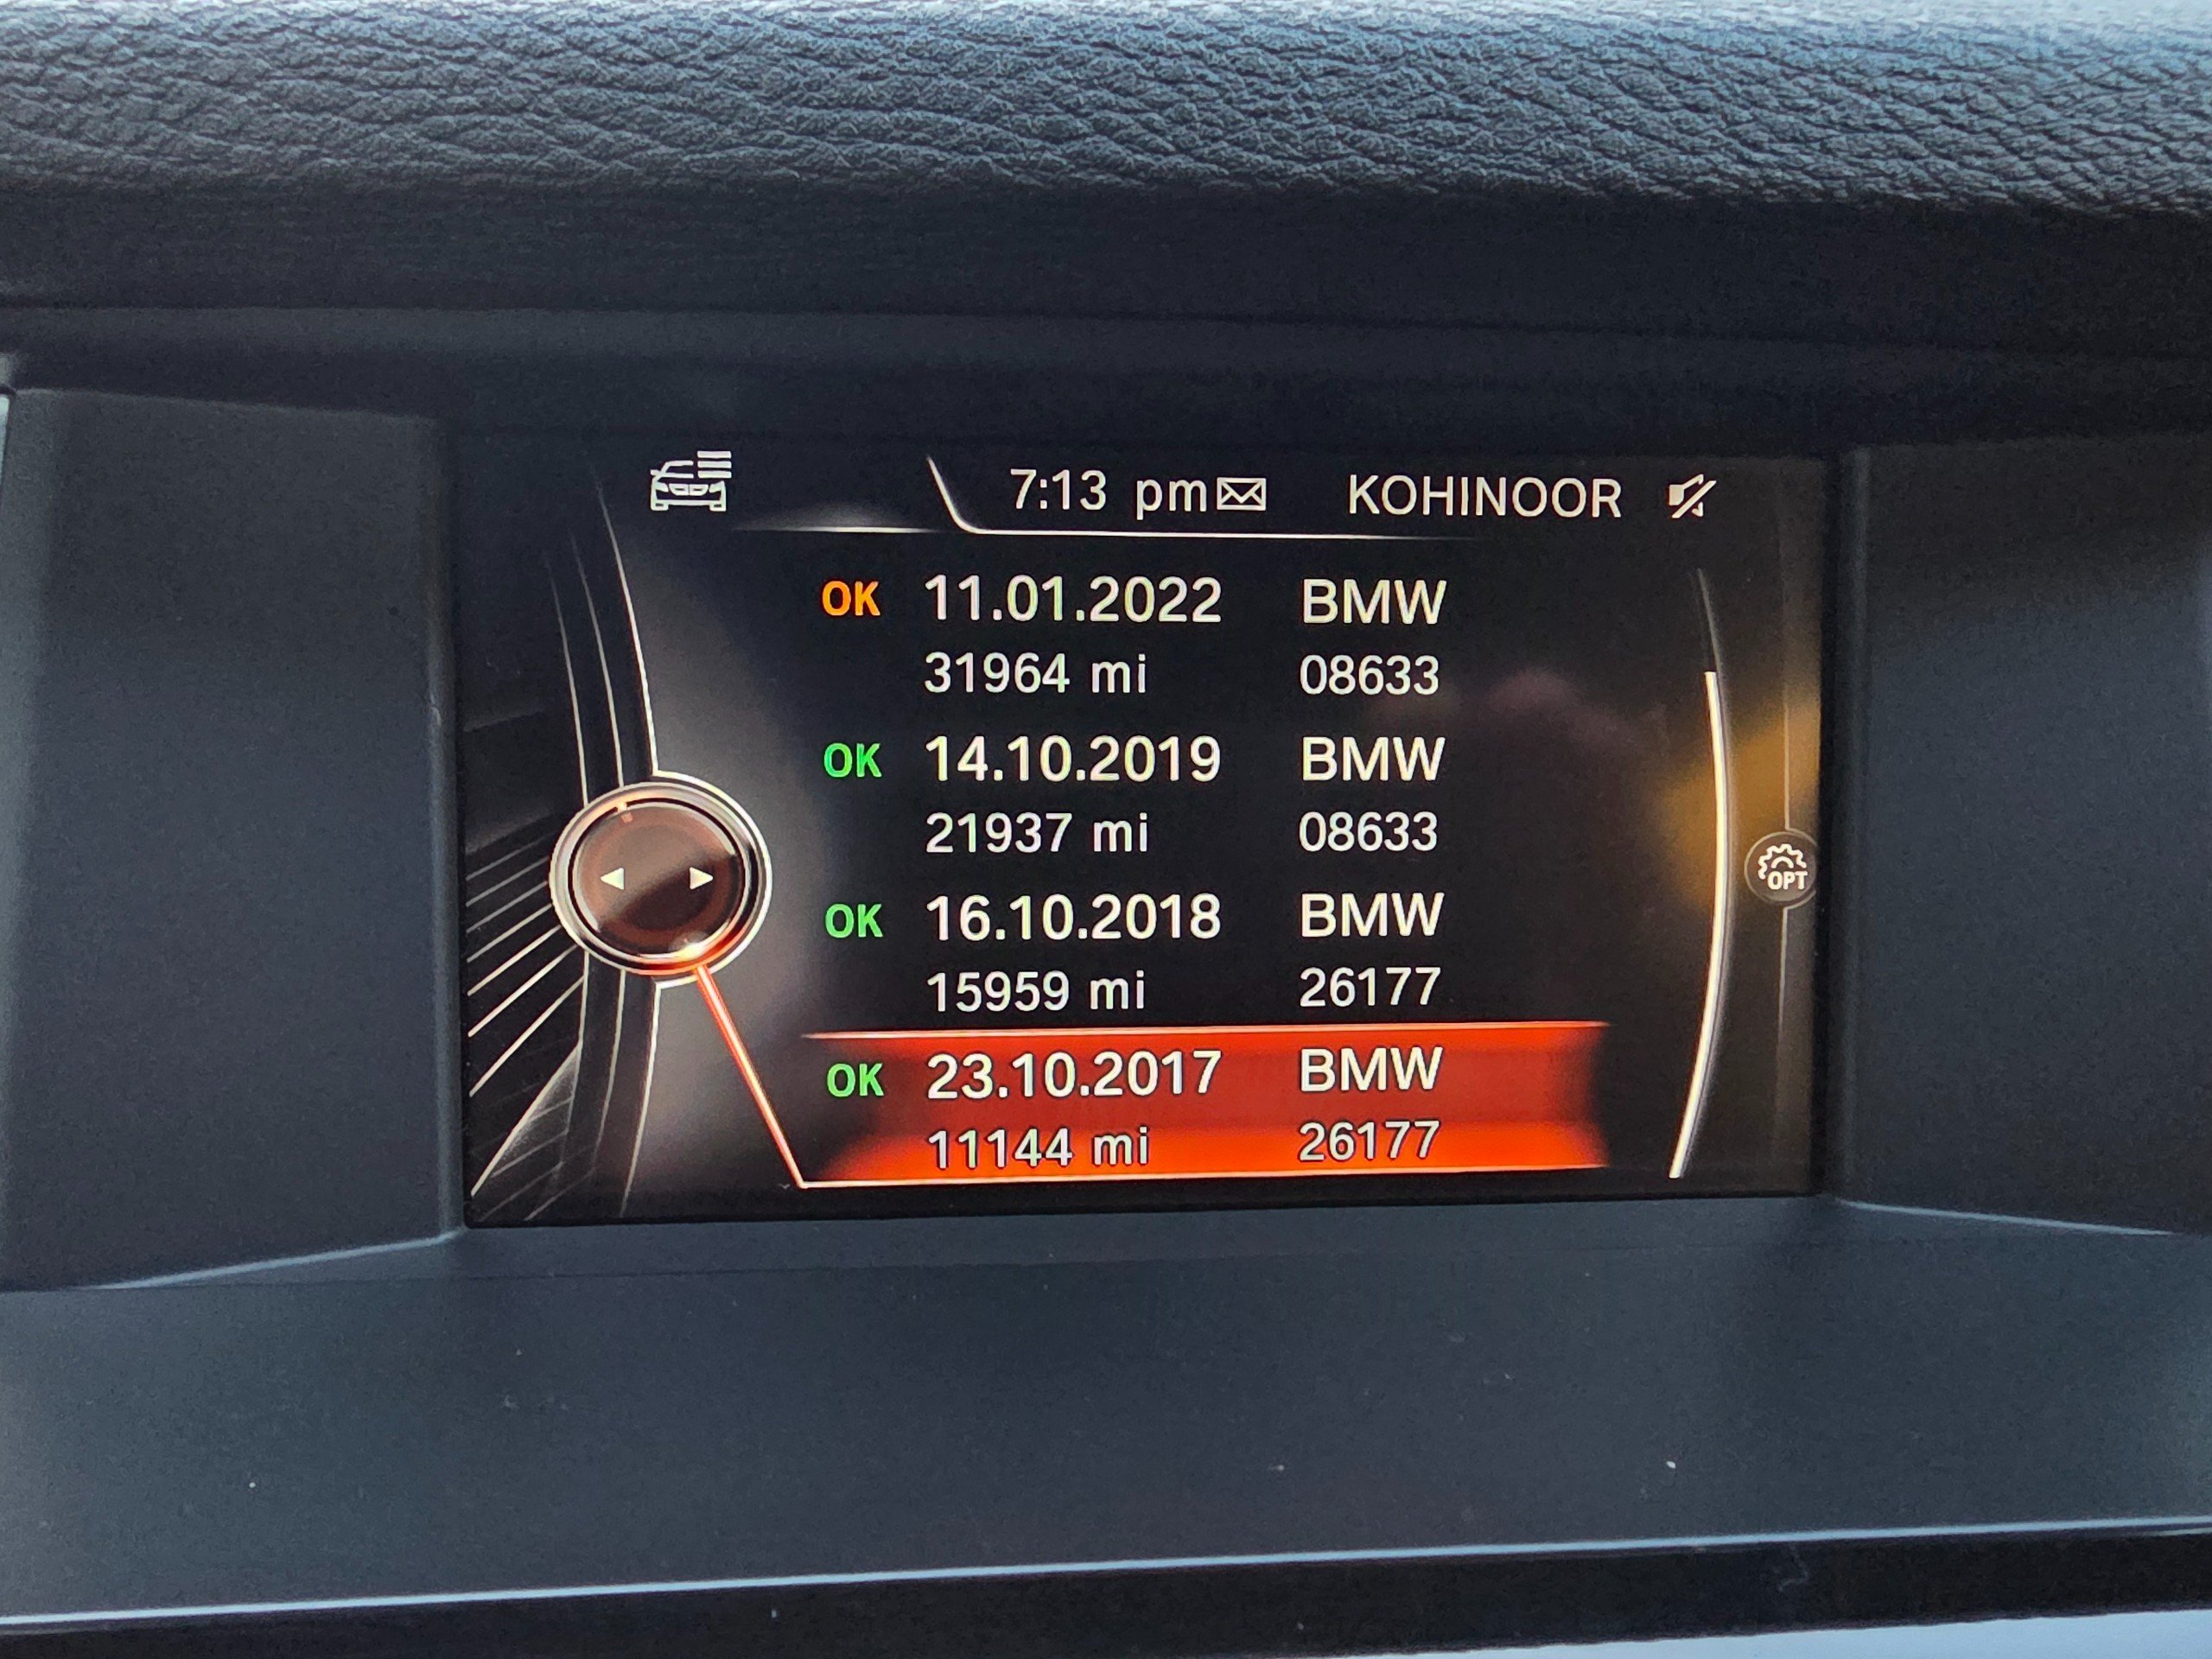 7:13 pm KOHINOOR
OK 11.01.2022 BMW
31964 mi 08633
OK 14.10.2019 BMW
21937 mi 08633
OK 16.10.2018 BMW
15959 mi 26177
OPT
OK 23.10.2017 BMW
11144 mi 26177